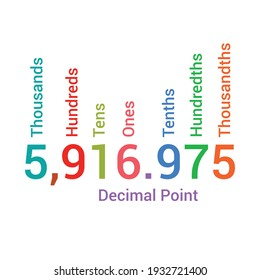 Thousands
Hundreds
Tens
Ones
Tenths
Hundredths
Thousandths
5,916.975
Decimal Point
shutterstock.com · 1932721400